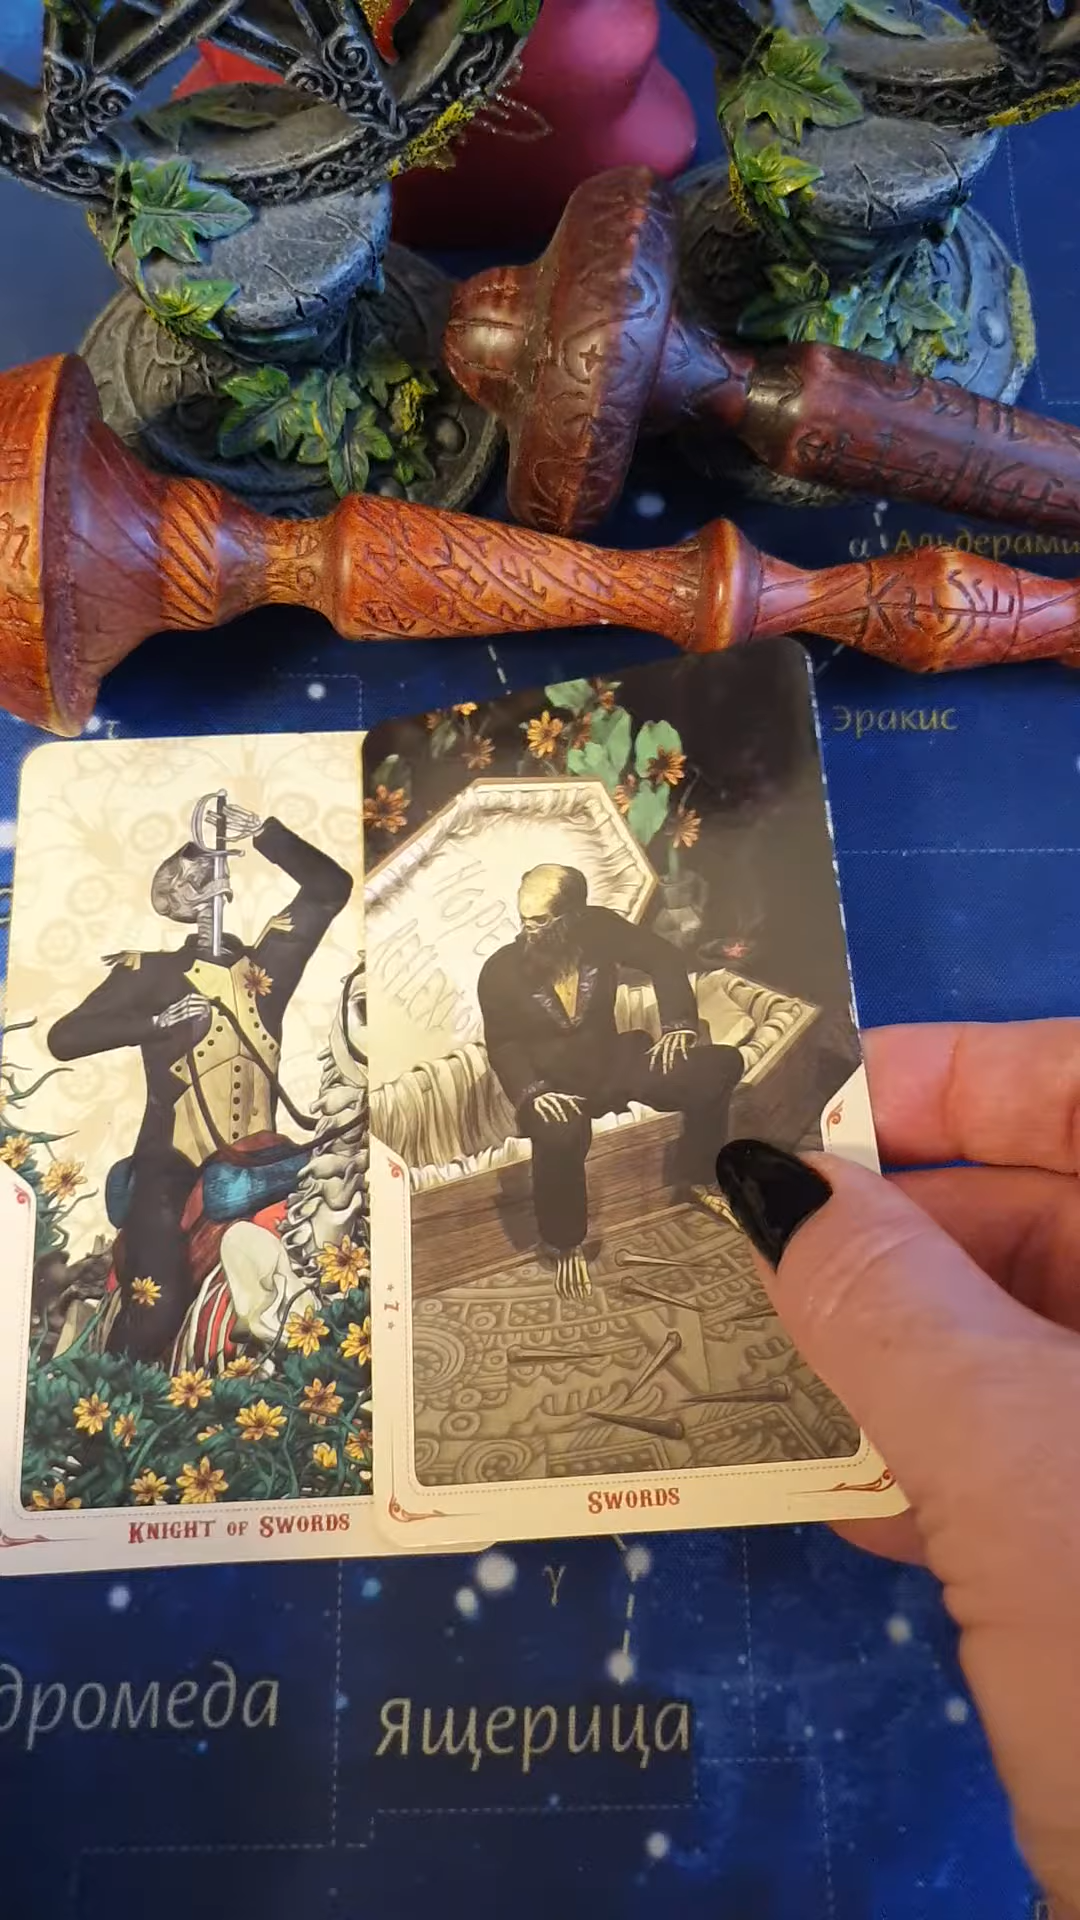 α Альдерами
Эракис
τ
7
KNIGHT OF SWORDS
SWORDS
γ
дромеда
Ящерица